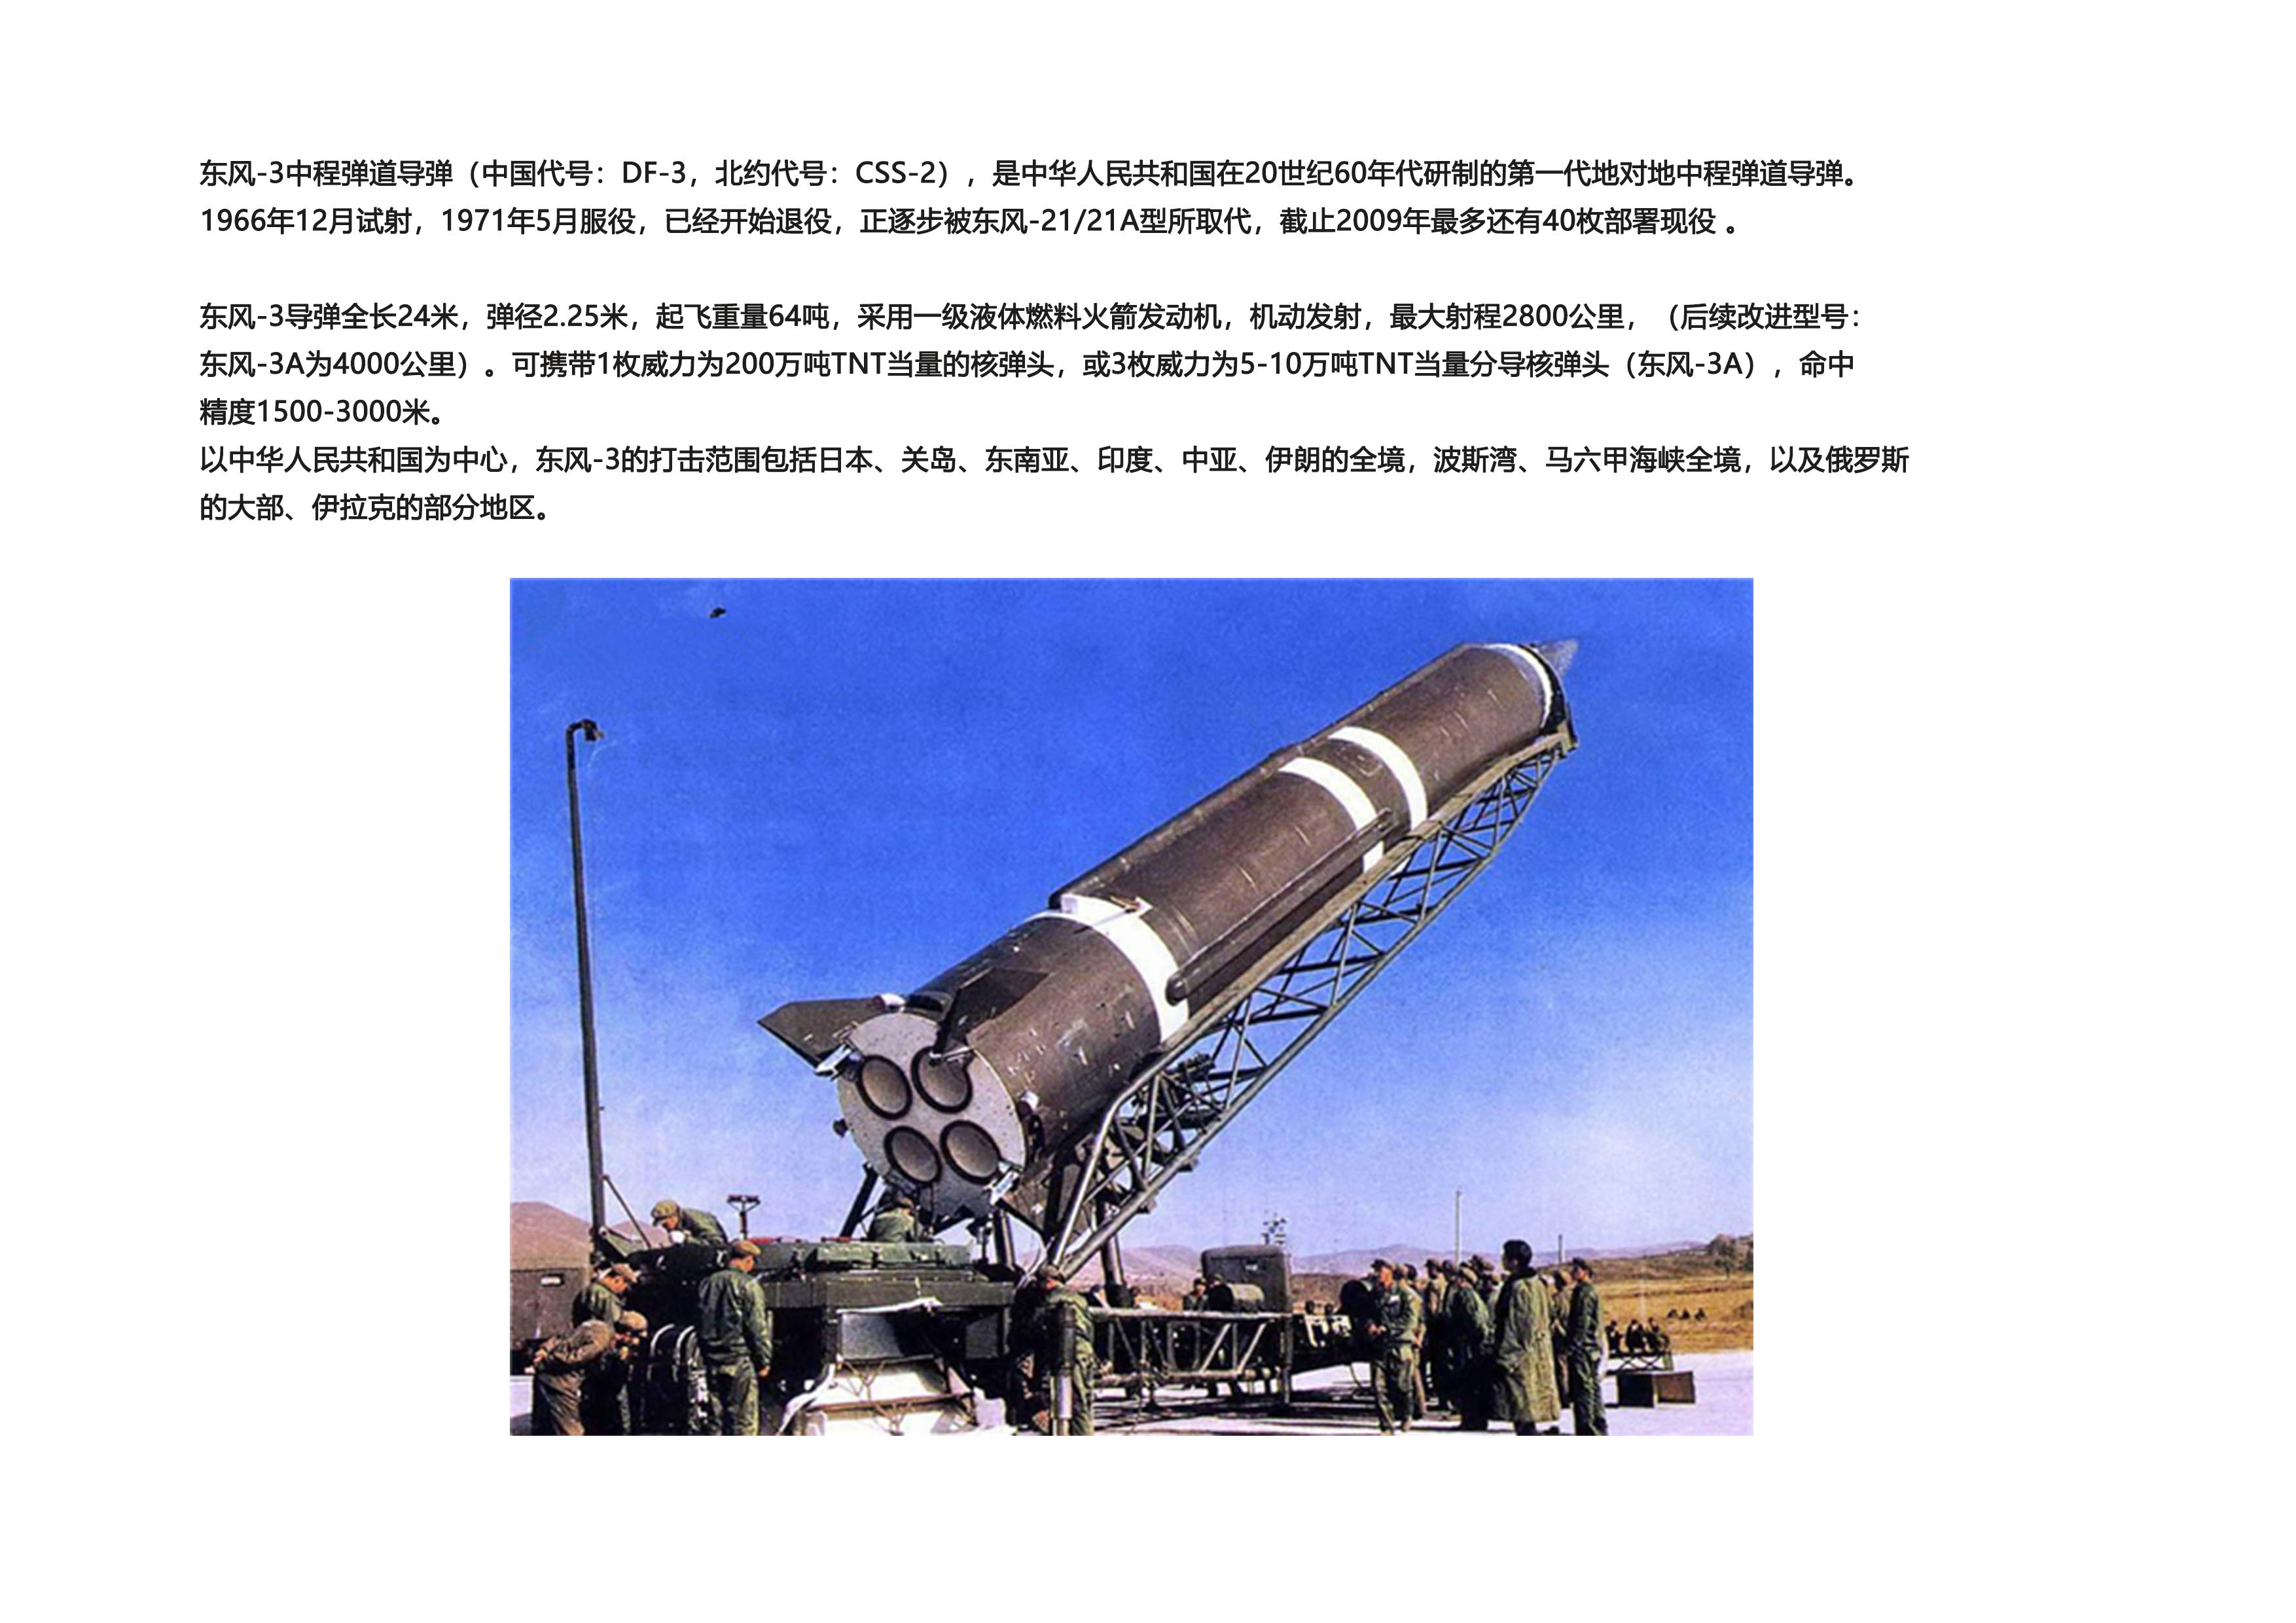 东风-3中程弹道导弹（中国代号：DF-3，北约代号：CSS-2），是中华人民共和国在20世纪60年代研制的第一代地对地中程弹道导弹。
1966年12月试射，1971年5月服役，已经开始退役，正逐步被东风-21/21A型所取代，截止2009年最多还有40枚部署现役 。
东风-3导弹全长24米，弹径2.25米，起飞重量64吨，采用一级液体燃料火箭发动机，机动发射，最大射程2800公里，（后续改进型号：
东风-3A为4000公里）。可携带1枚威力为200万吨TNT当量的核弹头，或3枚威力为5-10万吨TNT当量分导核弹头（东风-3A），命中
精度1500-3000米。
以中华人民共和国为中心，东风-3的打击范围包括日本、关岛、东南亚、印度、中亚、伊朗的全境，波斯湾、马六甲海峡全境，以及俄罗斯
的大部、伊拉克的部分地区。